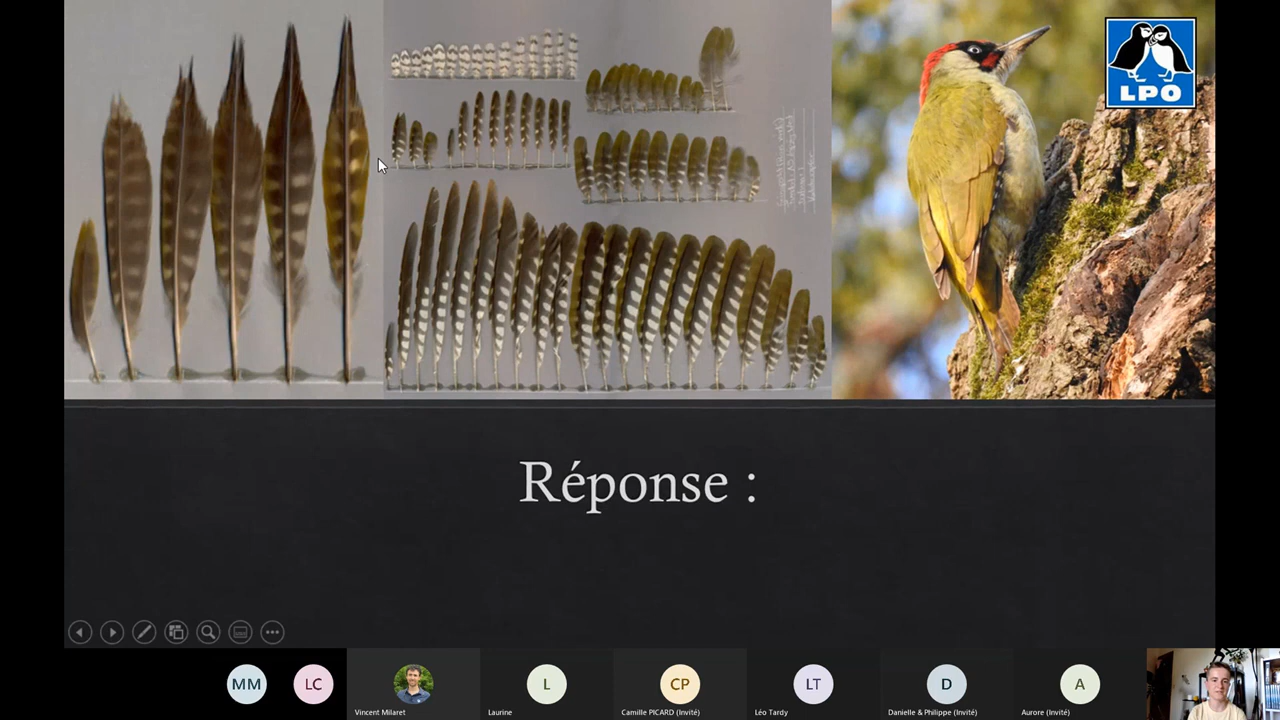 LPO
Réponse :
MM
LC
L
CP
LT
D
A
Vincent Milaret
Laurine
Camille PICARD (Invité)
Léo Tardy
Danielle & Philippe (Invité)
Aurore (Invité)